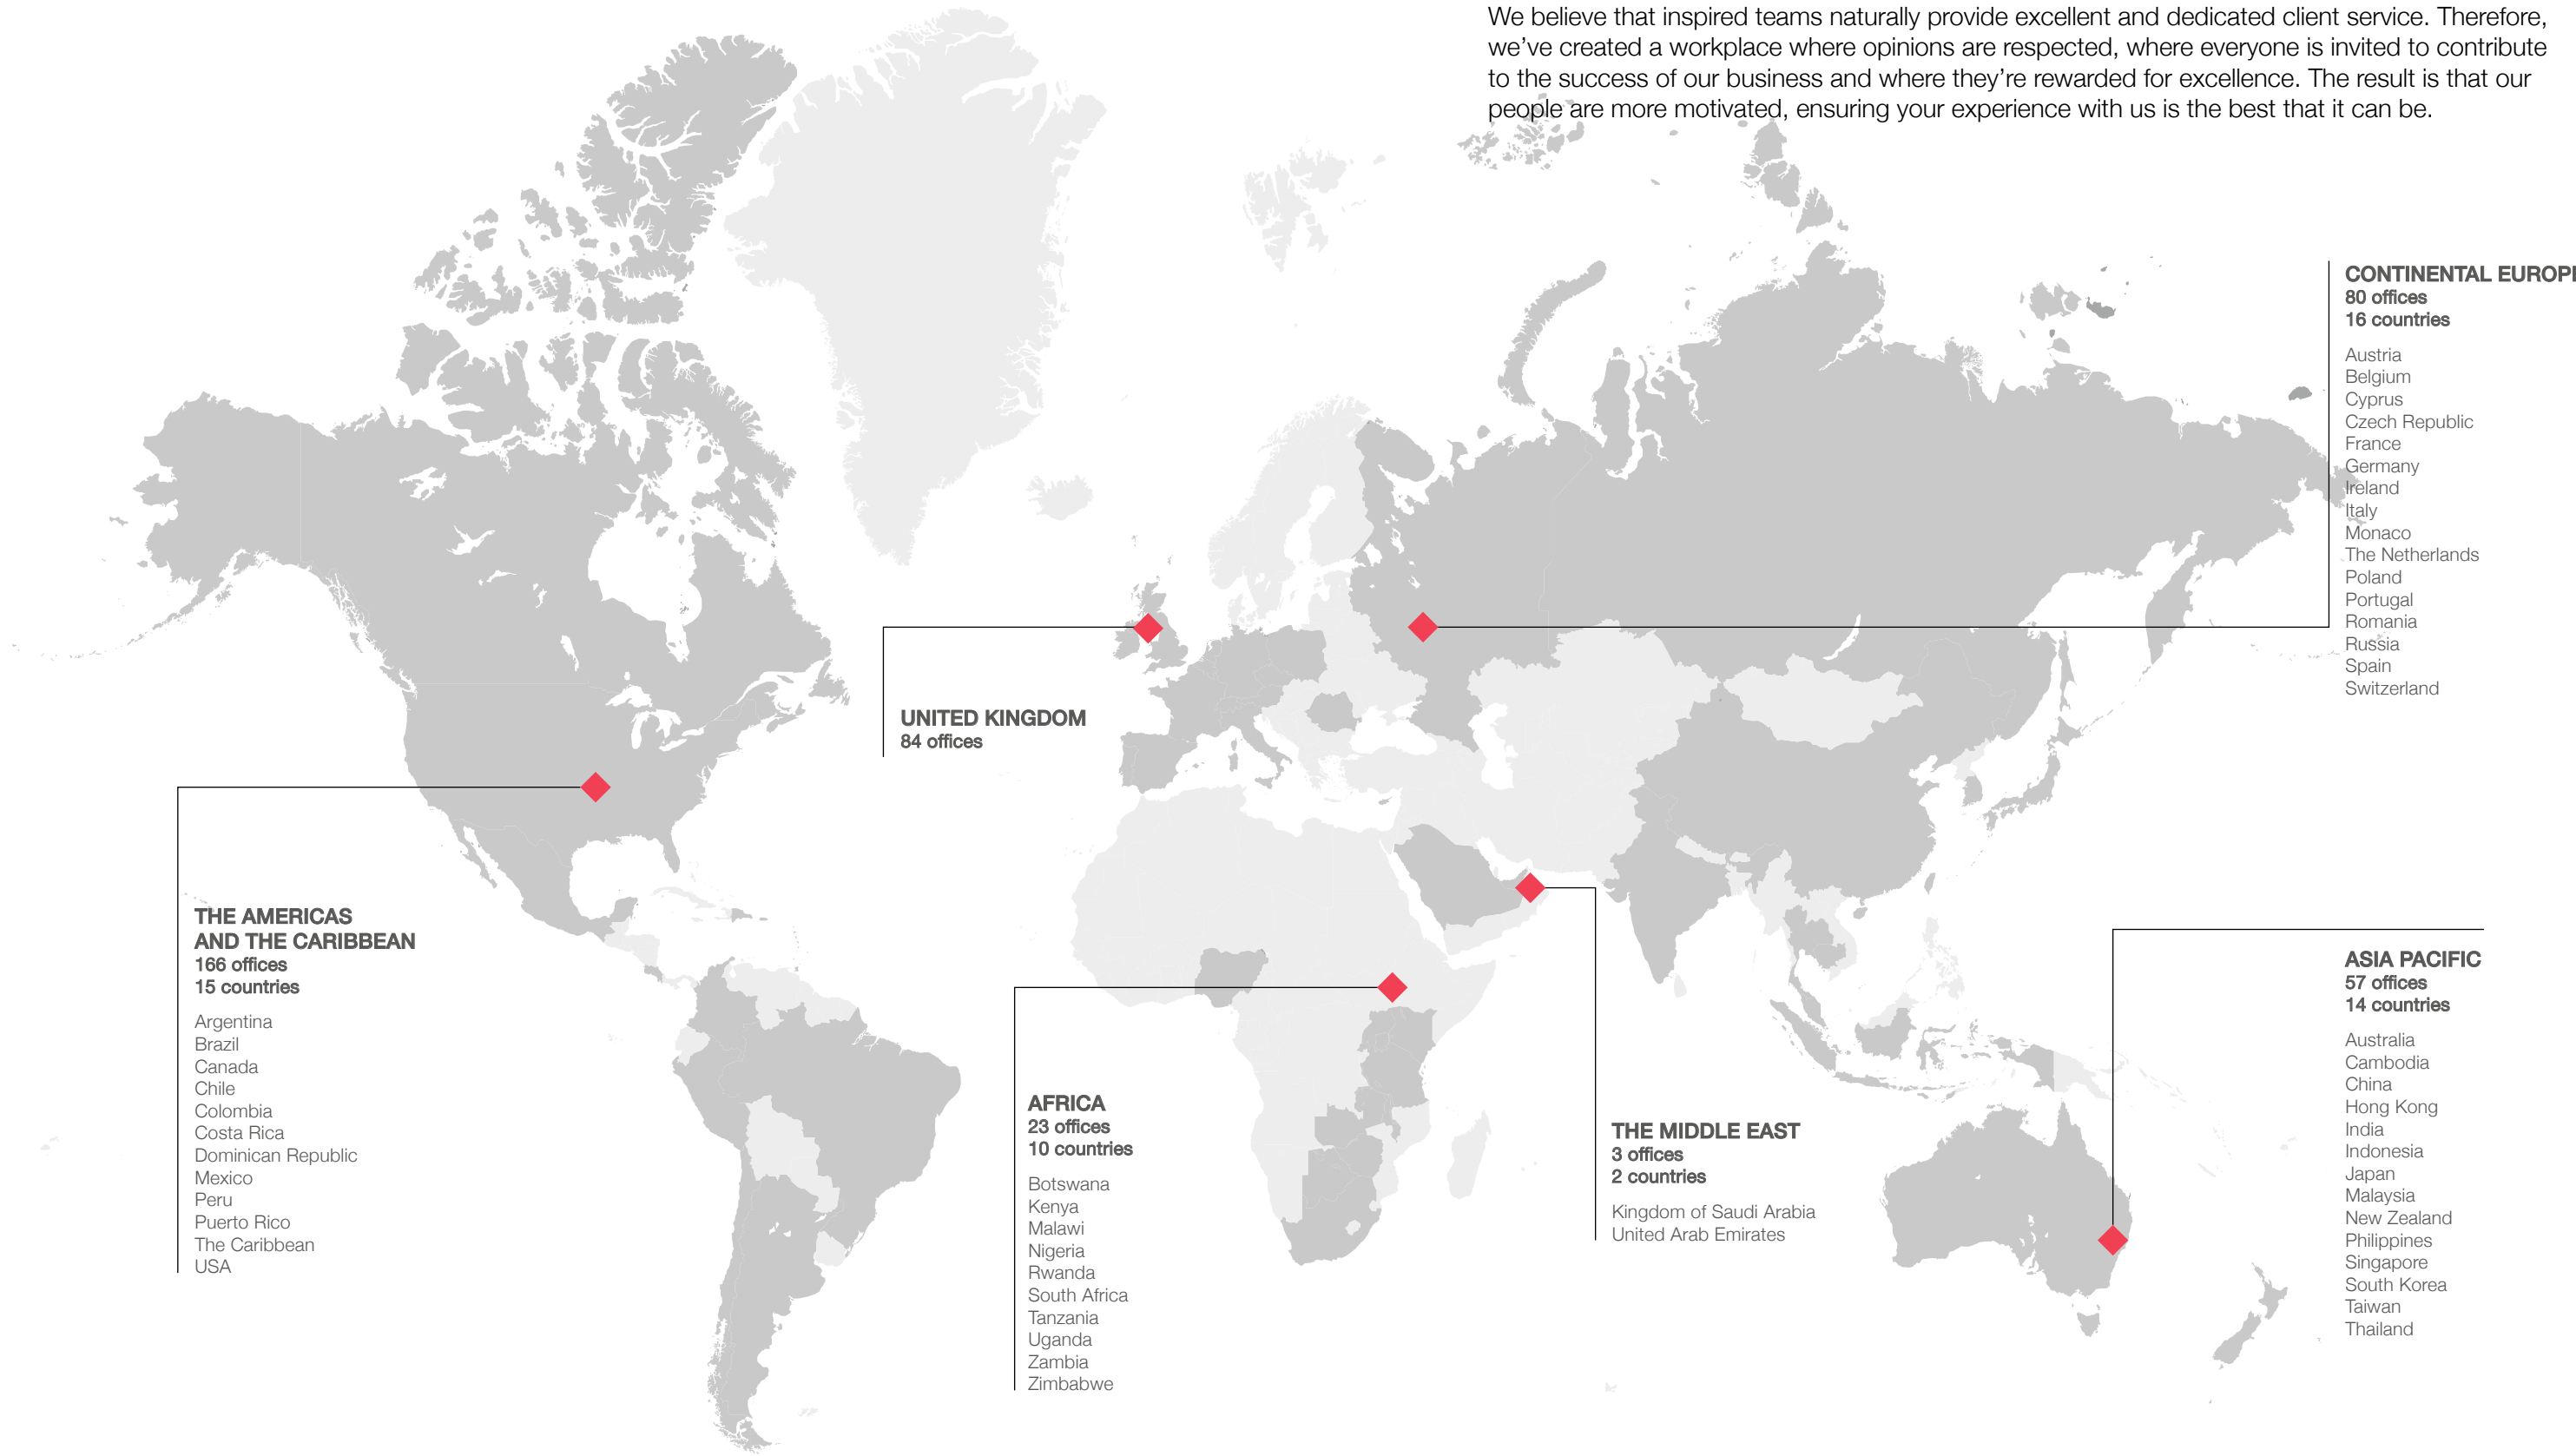 We believe that inspired teams naturally provide excellent and dedicated client service. Therefore,
we've created a workplace where opinions are respected, where everyone is invited to contribute
to the success of our business and where they're rewarded for excellence. The result is that our
people are more motivated, ensuring your experience with us is the best that it can be.
CONTINENTAL EUROPE
80 offices
16 countries
Austria
Belgium
Cyprus
Czech Republic
France
Germany
Ireland
Italy
Monaco
The Netherlands
Poland
Portugal
Romania
Russia
Spain
Switzerland
UNITED KINGDOM
84 offices
THE AMERICAS
AND THE CARIBBEAN
166 offices
15 countries
Argentina
Brazil
Canada
Chile
Colombia
Costa Rica
Dominican Republic
Mexico
Peru
Puerto Rico
The Caribbean
USA
AFRICA
23 offices
10 countries
Botswana
Kenya
Malawi
Nigeria
Rwanda
South Africa
Tanzania
Uganda
Zambia
Zimbabwe
THE MIDDLE EAST
3 offices
2 countries
Kingdom of Saudi Arabia
United Arab Emirates
ASIA PACIFIC
57 offices
14 countries
Australia
Cambodia
China
Hong Kong
India
Indonesia
Japan
Malaysia
New Zealand
Philippines
Singapore
South Korea
Taiwan
Thailand